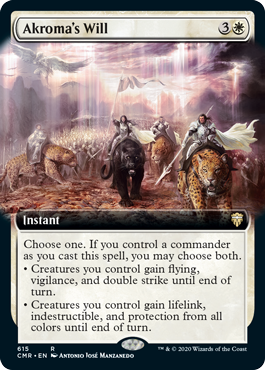 Akroma's Will 3
Instant
Choose one. If you control a commander
as you cast this spell, you may choose both.
• Creatures you control gain flying,
vigilance, and double strike until end of
turn.
• Creatures you control gain lifelink,
indestructible, and protection from all
colors until end of turn.
615 R
CMR • EN Antonio José Manzanedo
™ & © 2020 Wizards of the Coast